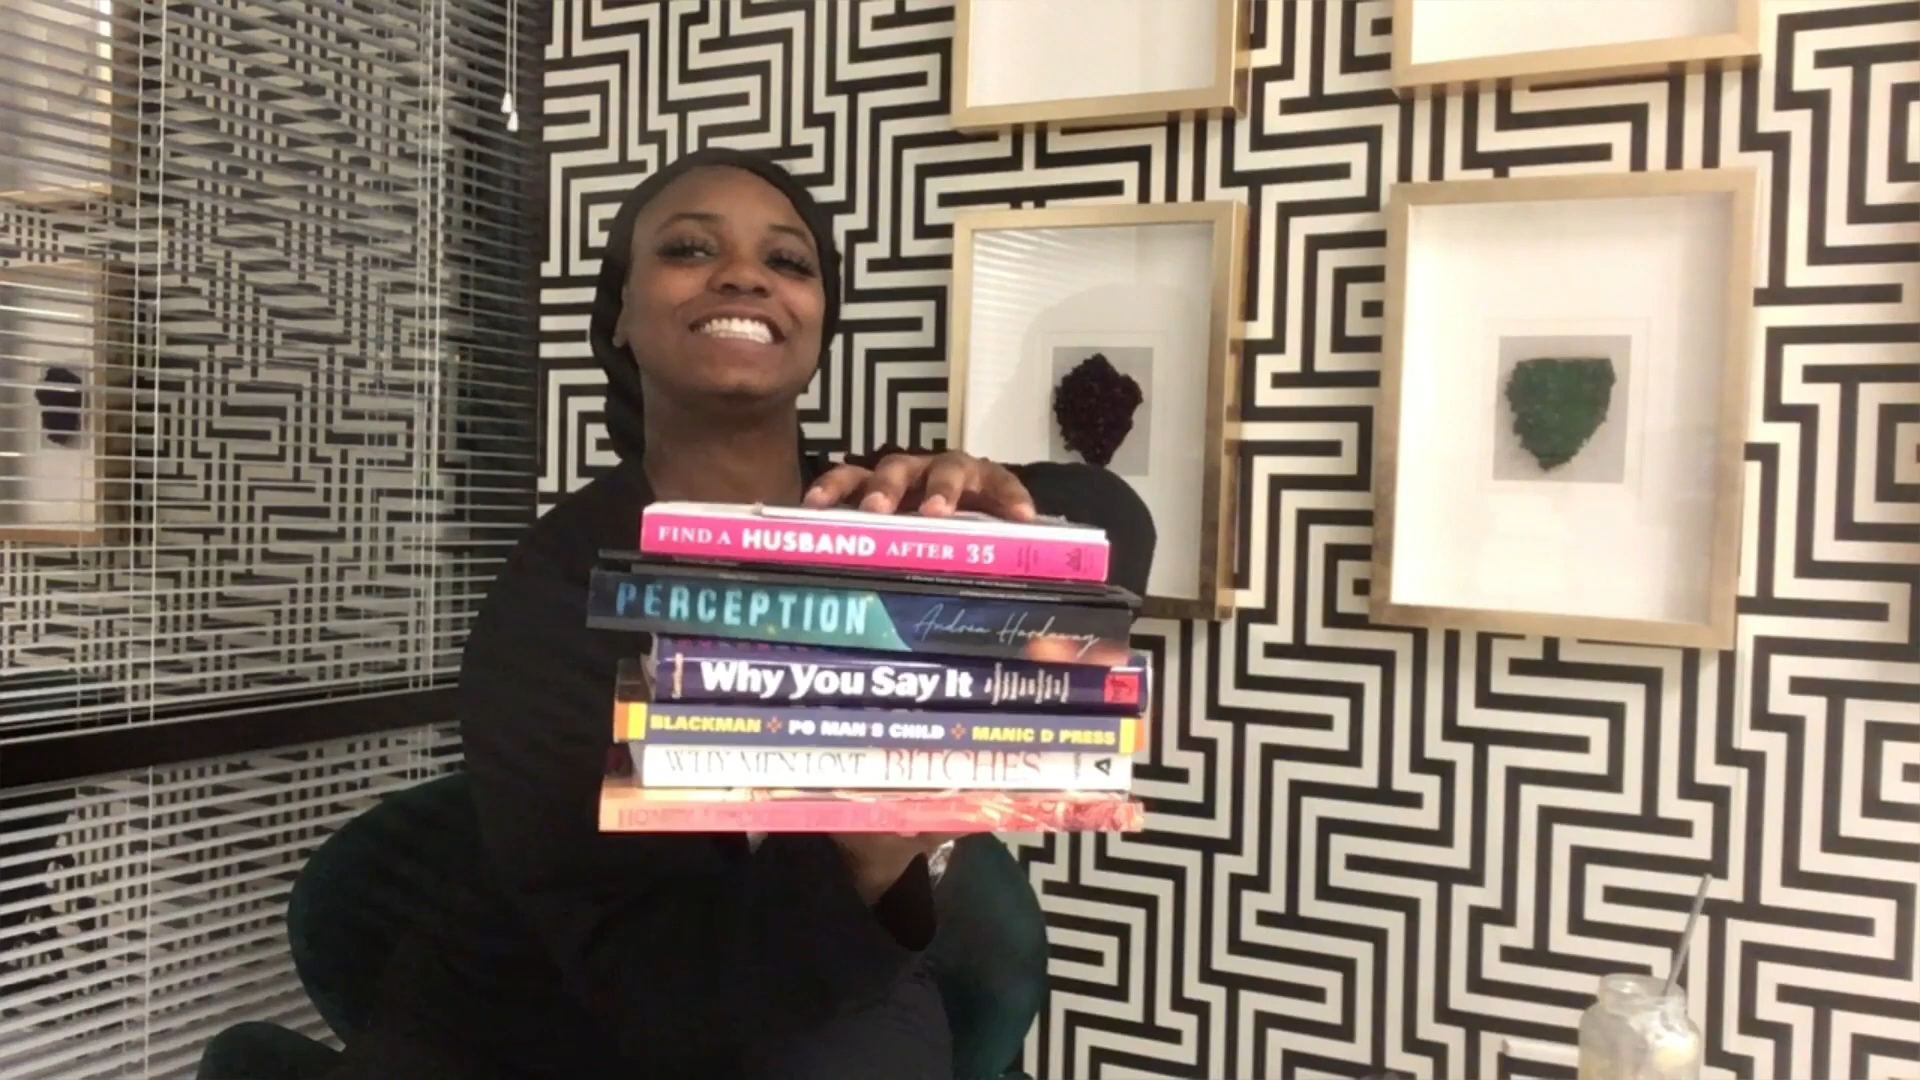 FIND A HUSBAND AFTER 35
PERCEPTION Andrea Hardaway
Why You Say It
BLACKMAN PO MAN'S CHILD MANIC D PRESS
WHY MEN LOVE BITCHES A